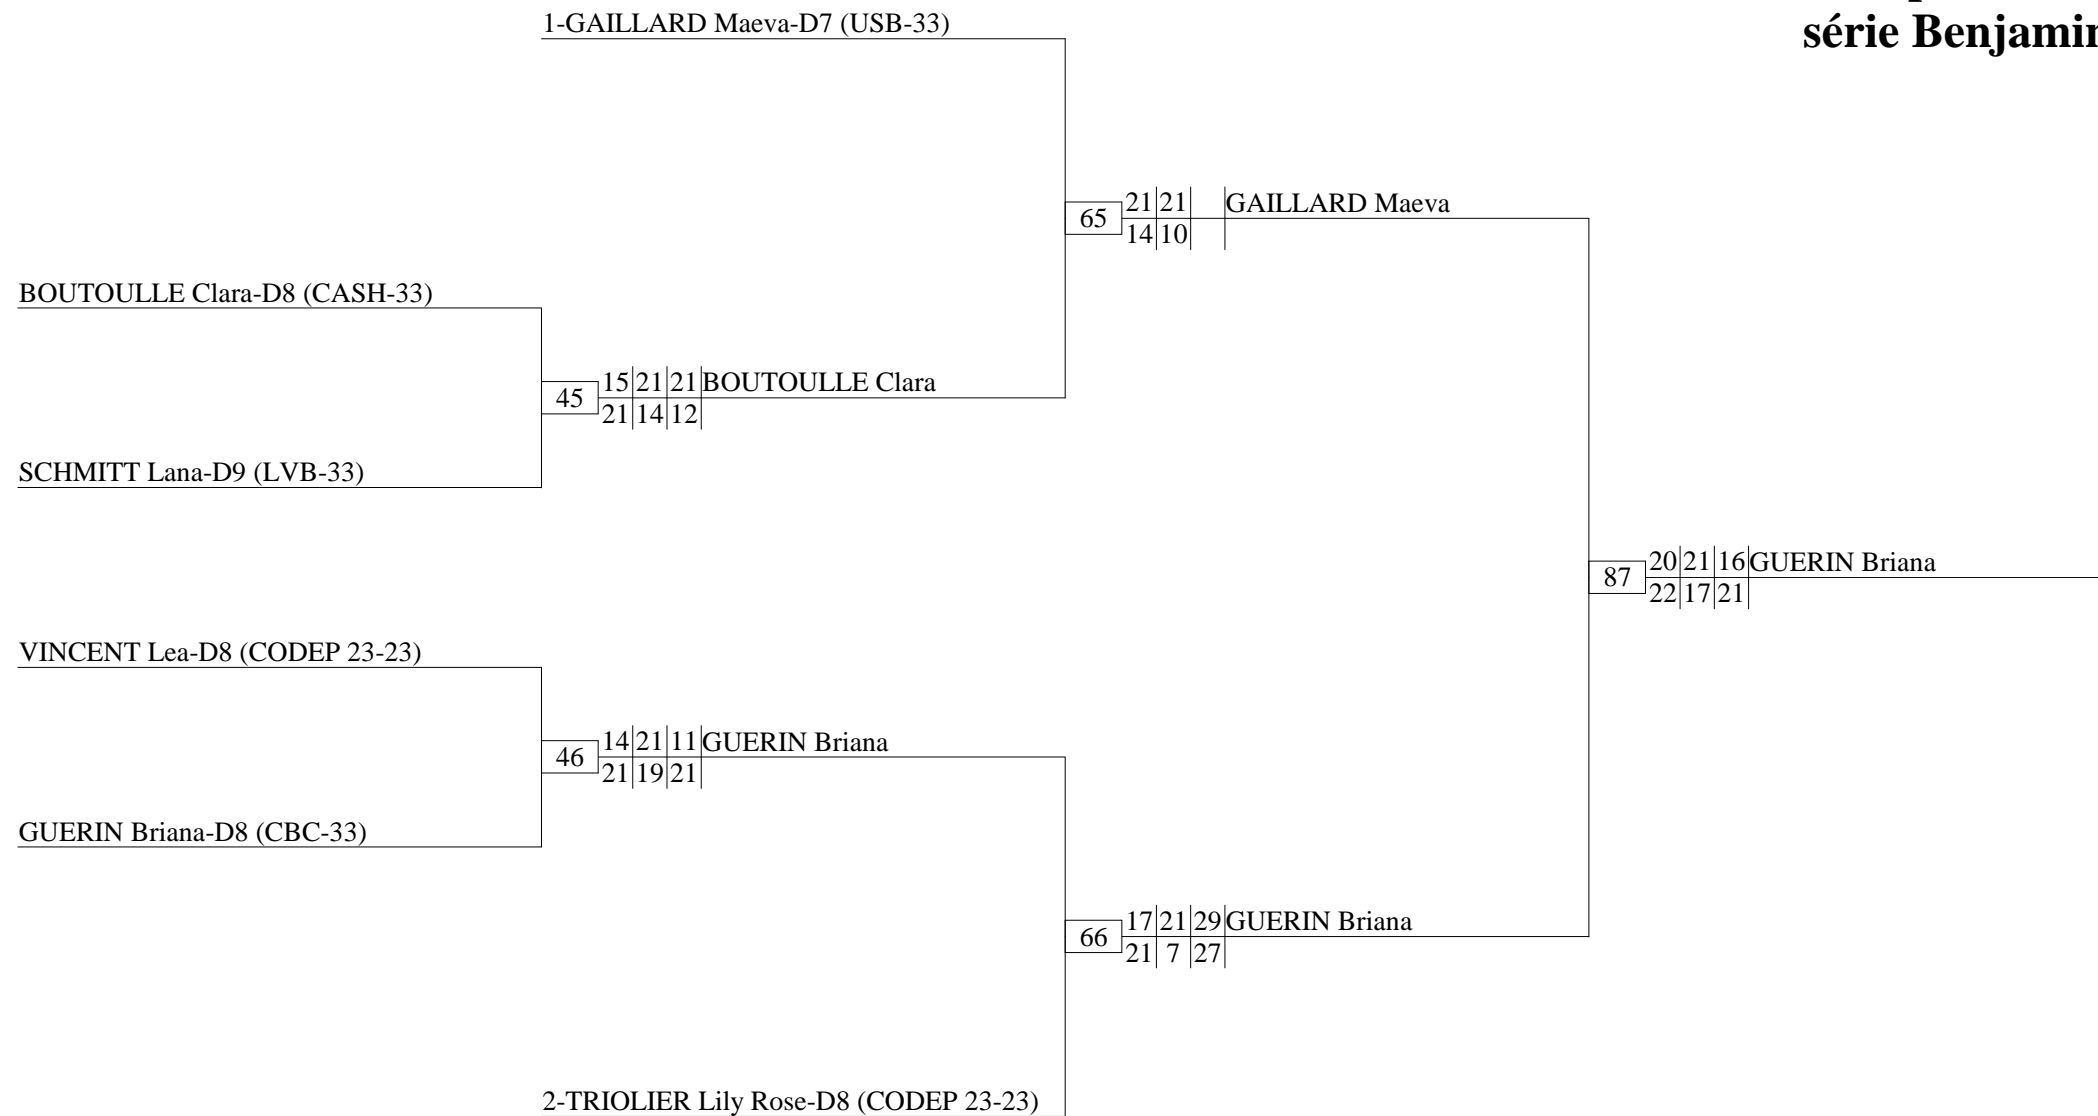 série Benjamin
1-GAILLARD Maeva-D7 (USB-33)
65 21 21 GAILLARD Maeva
14 10
BOUTOULLE Clara-D8 (CASH-33)
45 15 21 21 BOUTOULLE Clara
21 14 12
SCHMITT Lana-D9 (LVB-33)
87 20 21 16 GUERIN Briana
22 17 21
VINCENT Lea-D8 (CODEP 23-23)
46 14 21 11 GUERIN Briana
21 19 21
GUERIN Briana-D8 (CBC-33)
66 17 21 29 GUERIN Briana
21 7 27
2-TRIOLIER Lily Rose-D8 (CODEP 23-23)